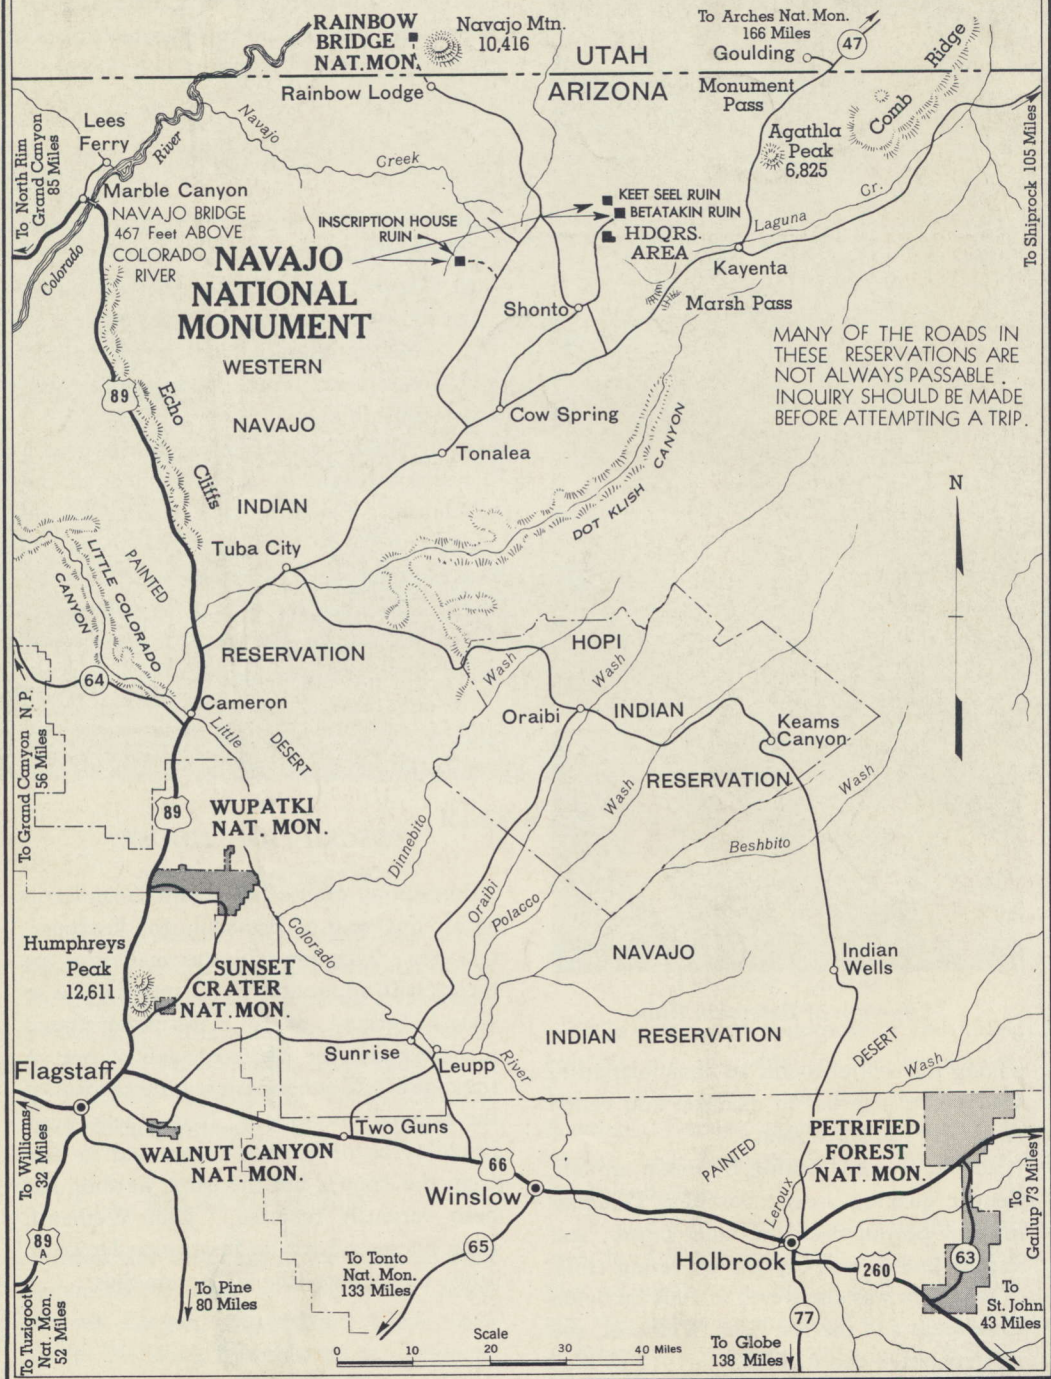 RAINBOW
BRIDGE
NAT. MON.
Navajo Mtn.
10,416
UTAH
ARIZONA
To Arches Nat. Mon.
166 Miles
47
Goulding
Ridge
Comb
Rainbow Lodge
Monument
Pass
Agathla
Peak
6,825
Lees
Ferry
River
Navajo
Creek
To North Rim
Grand Canyon
85 Miles
Marble Canyon
NAVAJO BRIDGE
467 Feet ABOVE
COLORADO
RIVER
Colorado
INSCRIPTION HOUSE
RUIN
KEET SEEL RUIN
BETATAKIN RUIN
HDQRS.
AREA
Laguna
Cr.
Kayenta
To Shiprock 105 Miles
NAVAJO
NATIONAL
MONUMENT
Shonto
Marsh Pass
MANY OF THE ROADS IN
THESE RESERVATIONS ARE
NOT ALWAYS PASSABLE.
INQUIRY SHOULD BE MADE
BEFORE ATTEMPTING A TRIP.
WESTERN
NAVAJO
INDIAN
RESERVATION
89
Echo
Cliffs
Cow Spring
Tonalea
DOT KLISH
CANYON
N
Tuba City
PAINTED
LITTLE COLORADO
CANYON
64
Cameron
Little
DESERT
To Grand Canyon N.P.
56 Miles
HOPI
Wash
Wash
Oraibi
INDIAN
Keams
Canyon
RESERVATION
Wash
Wash
Beshbito
89
WUPATKI
NAT. MON.
Dinnebito
Oraibi
Polacco
Colorado
Humphreys
Peak
12,611
SUNSET
CRATER
NAT. MON.
NAVAJO
INDIAN RESERVATION
Indian
Wells
DESERT
Wash
Flagstaff
Sunrise
Leupp
River
To Williams
32 Miles
WALNUT CANYON
NAT. MON.
Two Guns
66
Winslow
PAINTED
Leroux
PETRIFIED
FOREST
NAT. MON.
To
Gallup 73 Miles
89
A
To Tuzigoot
Nat. Mon.
52 Miles
To Pine
80 Miles
To Tonto
Nat. Mon.
133 Miles
65
Holbrook
260
63
To
St. John
43 Miles
77
To Globe
138 Miles
Scale
0 10 20 30 40 Miles